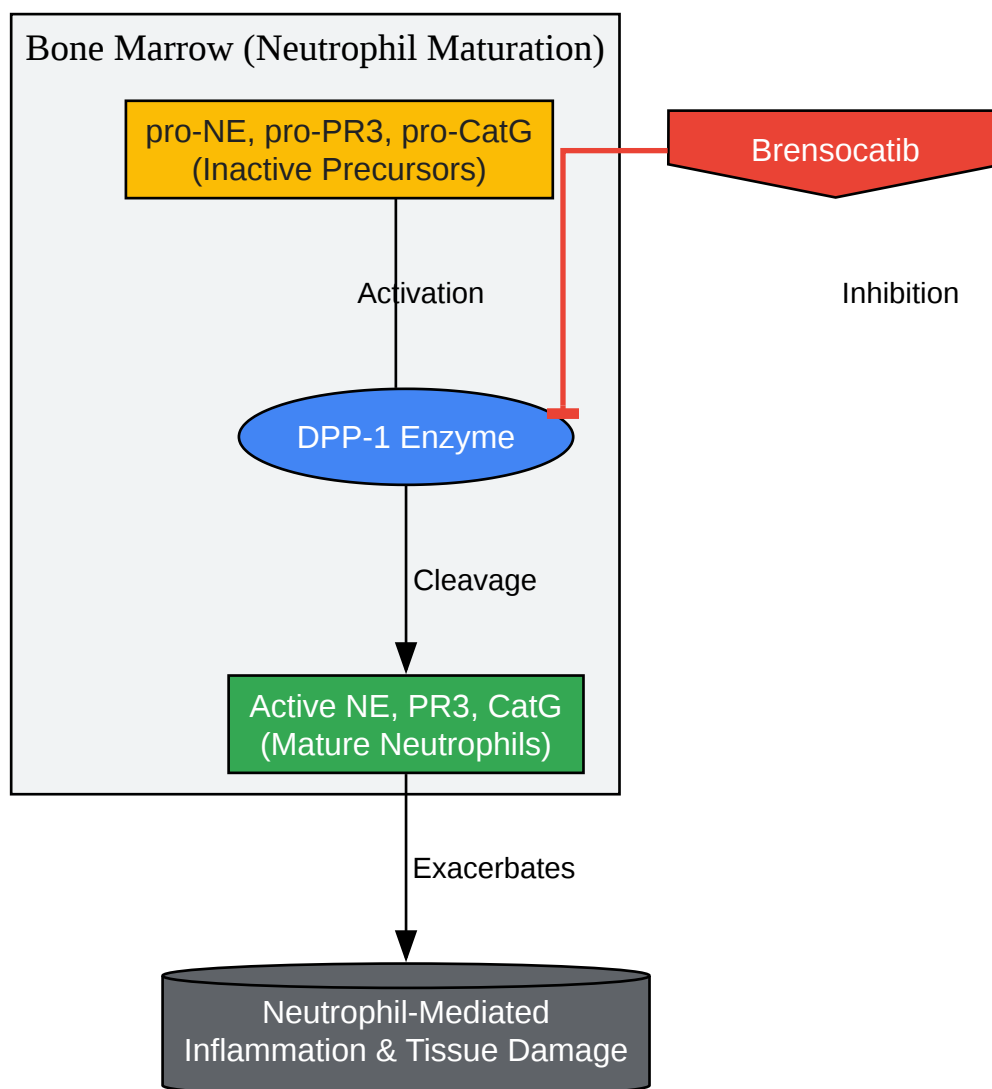 Bone Marrow (Neutrophil Maturation)
pro-NE, pro-PR3, pro-CatG
(Inactive Precursors)
Brensocatib
Activation
Inhibition
DPP-1 Enzyme
Cleavage
Active NE, PR3, CatG
(Mature Neutrophils)
Exacerbates
Neutrophil-Mediated
Inflammation & Tissue Damage